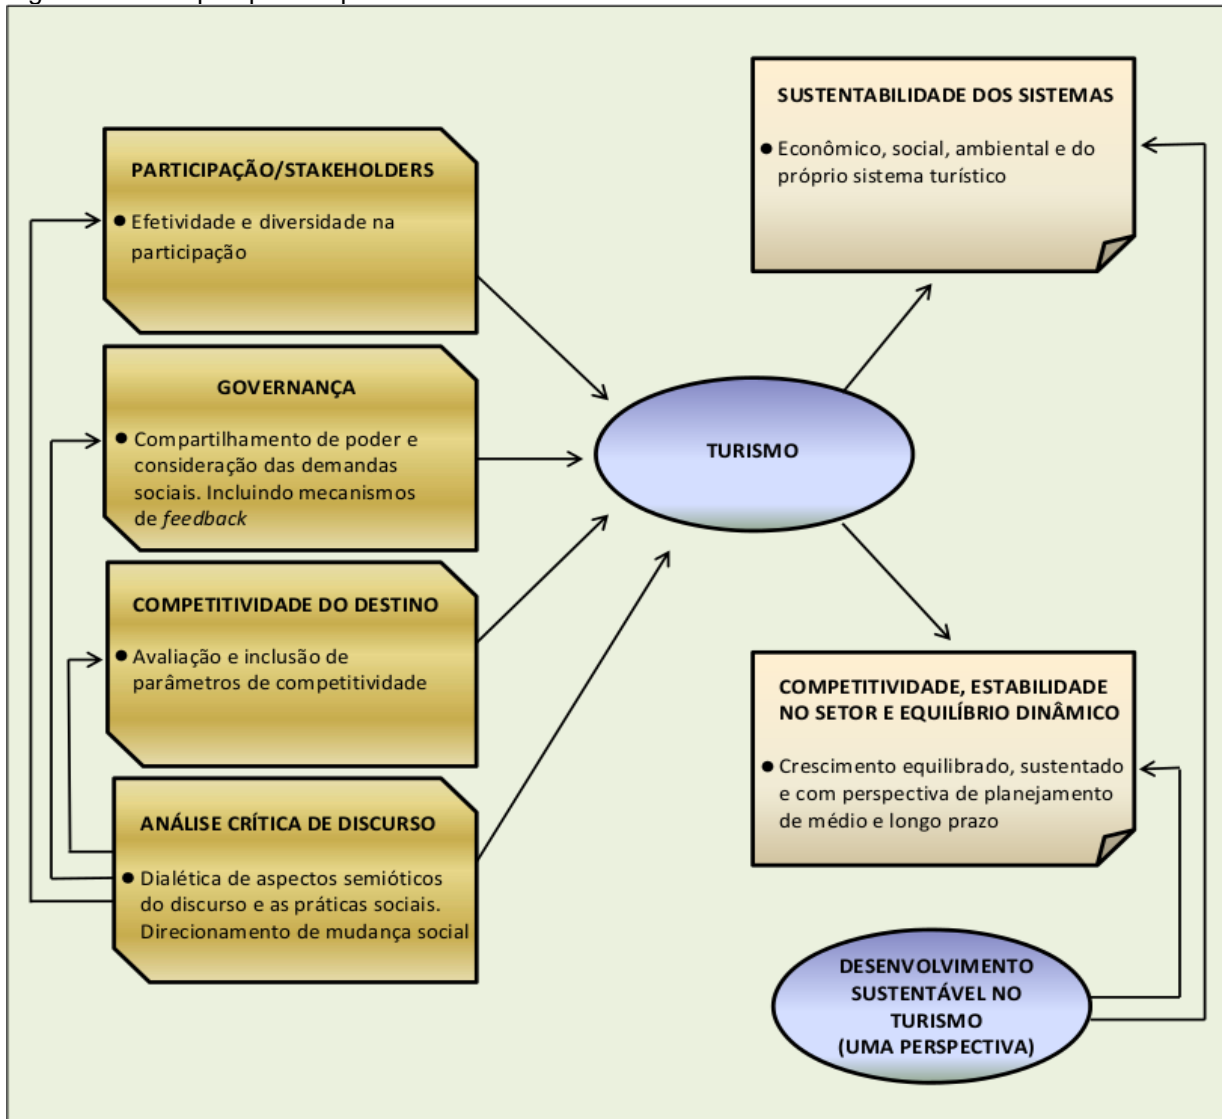 PARTICIPAÇÃO/STAKEHOLDERS
● Efetividade e diversidade na
participação
GOVERNANÇA
● Compartilhamento de poder e
consideração das demandas
sociais. Incluindo mecanismos
de feedback
COMPETITIVIDADE DO DESTINO
● Avaliação e inclusão de
parâmetros de competitividade
ANÁLISE CRÍTICA DE DISCURSO
● Dialética de aspectos semióticos
do discurso e as práticas sociais.
Direcionamento de mudança social
TURISMO
SUSTENTABILIDADE DOS SISTEMAS
● Econômico, social, ambiental e do
próprio sistema turístico
COMPETITIVIDADE, ESTABILIDADE
NO SETOR E EQUILÍBRIO DINÂMICO
● Crescimento equilibrado, sustentado
e com perspectiva de planejamento
de médio e longo prazo
DESENVOLVIMENTO
SUSTENTÁVEL NO
TURISMO
(UMA PERSPECTIVA)